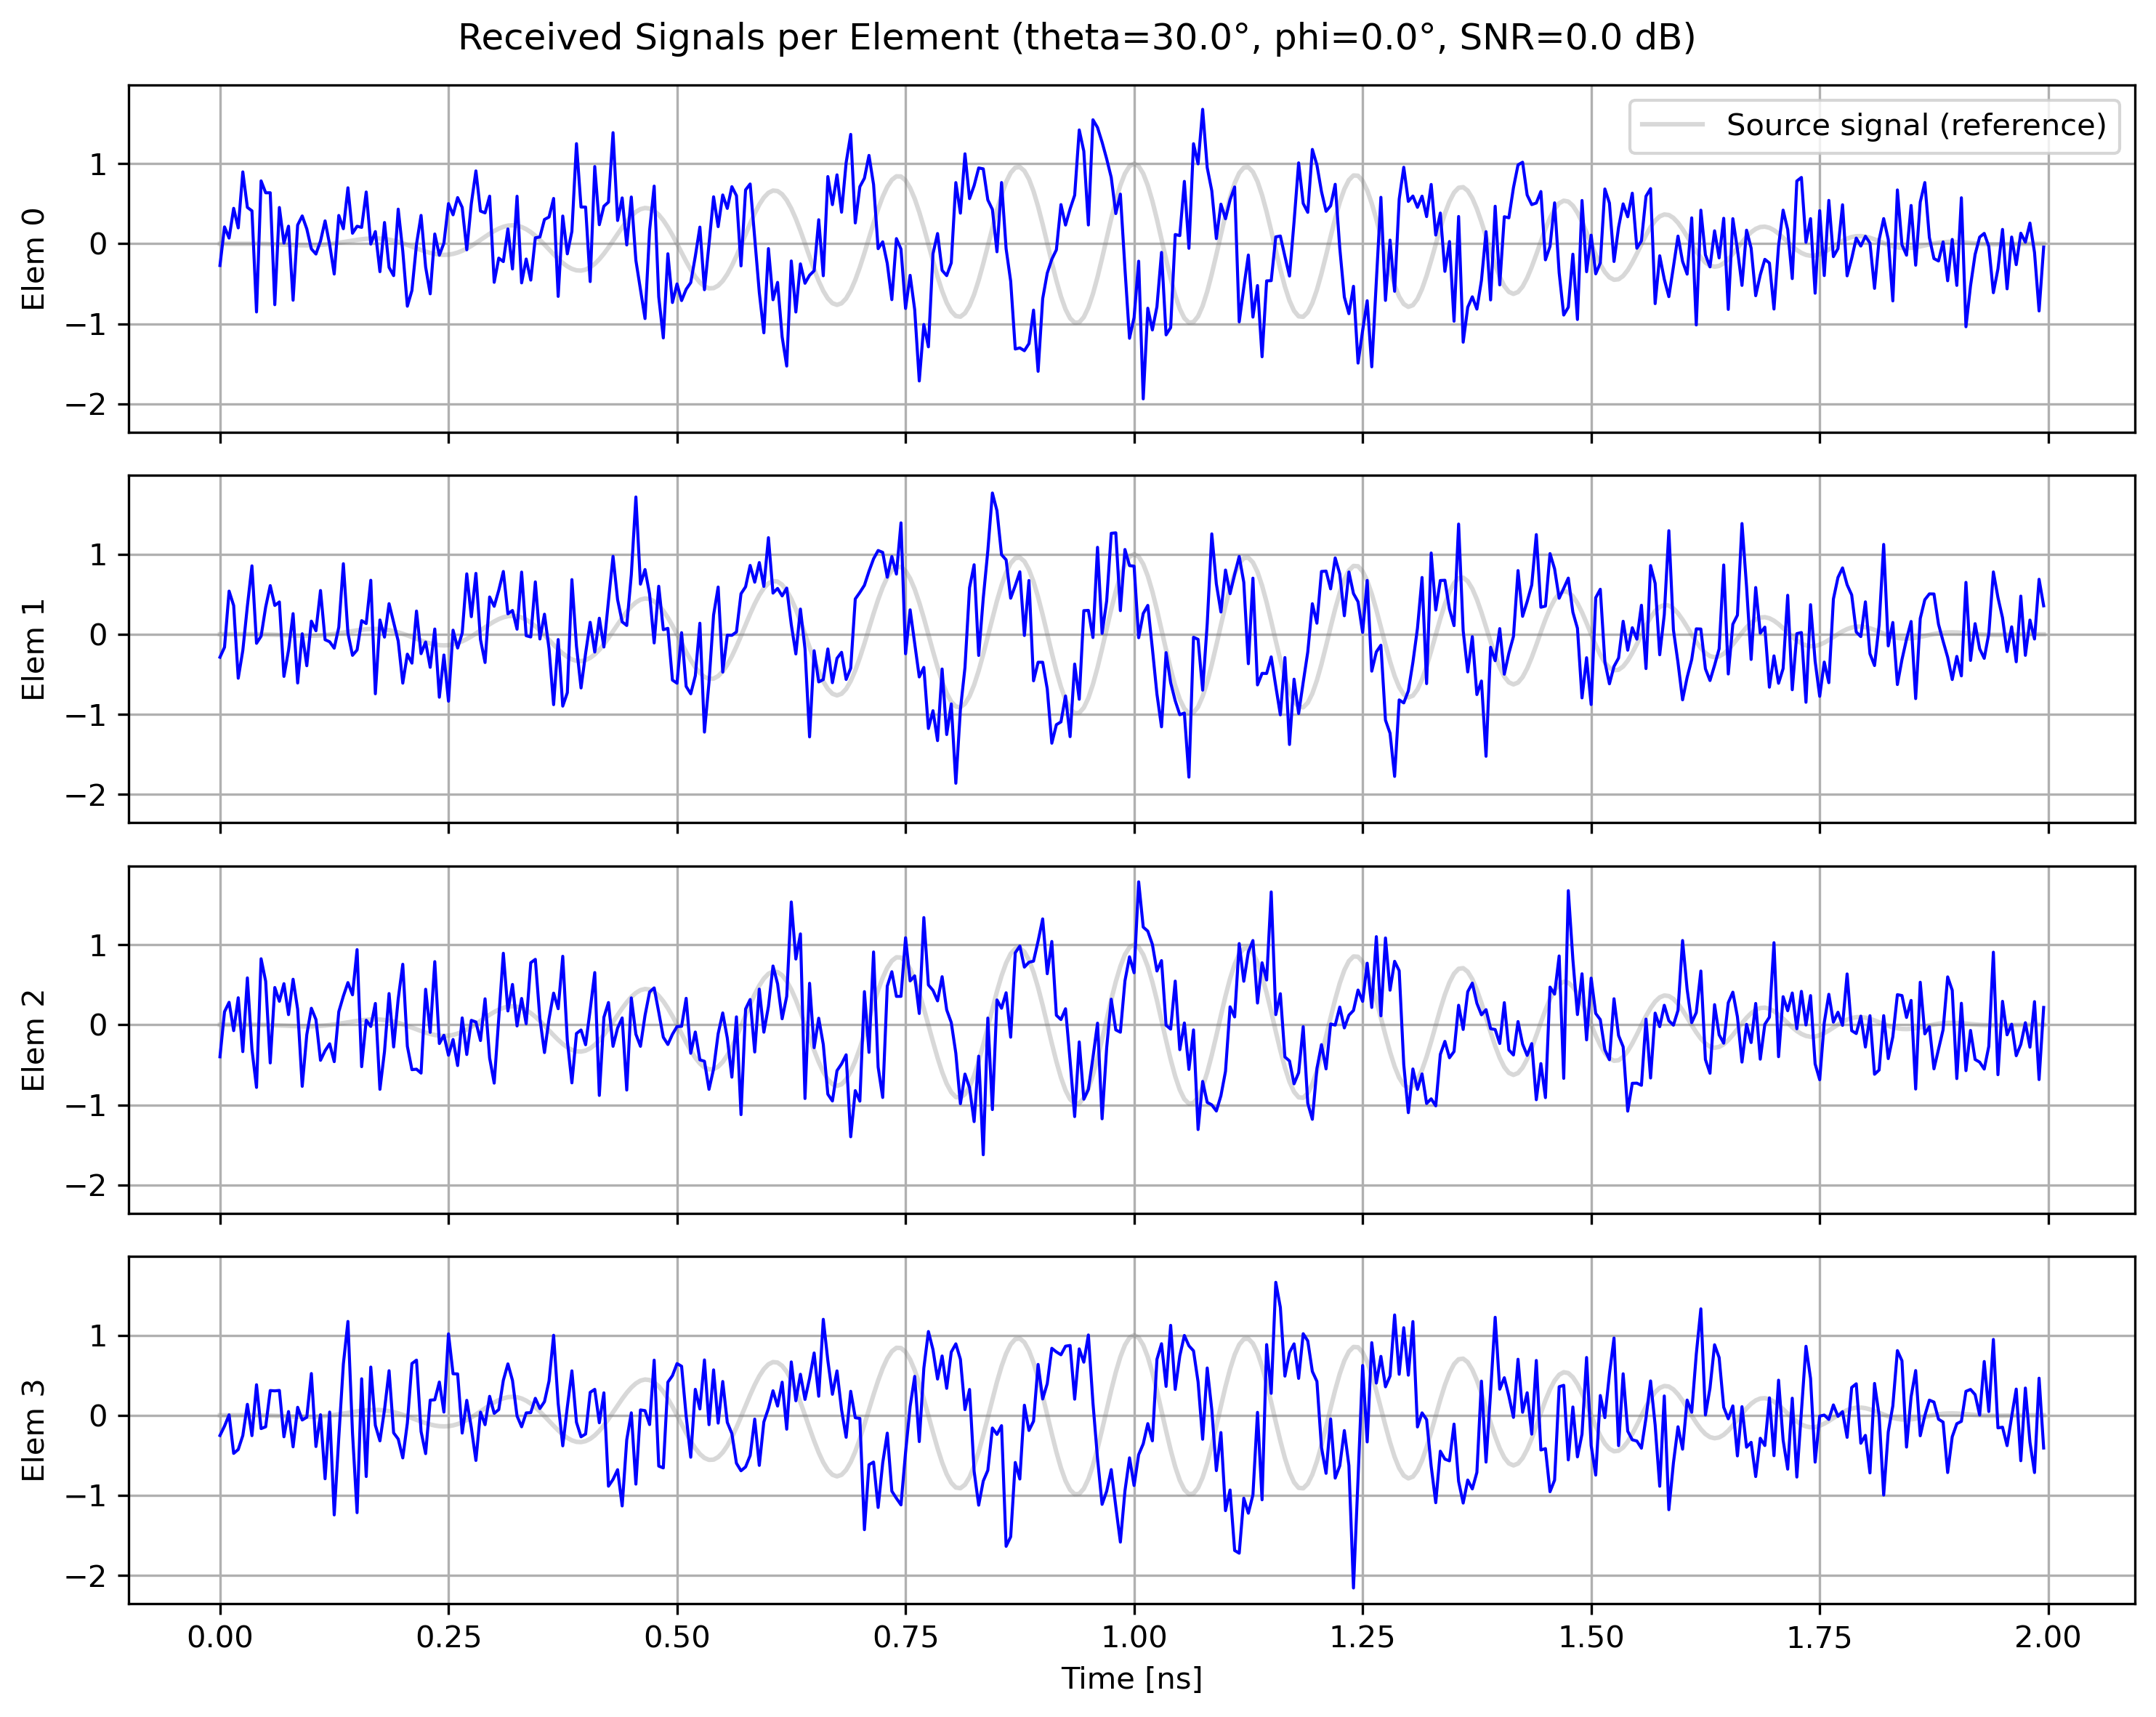 Received Signals per Element (theta=30.0°, phi=0.0°, SNR=0.0 dB)
Source signal (reference)
Elem 0
1
0
−1
−2
Elem 1
1
0
−1
−2
Elem 2
1
0
−1
−2
Elem 3
1
0
−1
−2
0.00 0.25 0.50 0.75 1.00 1.25 1.50 1.75 2.00
Time [ns]